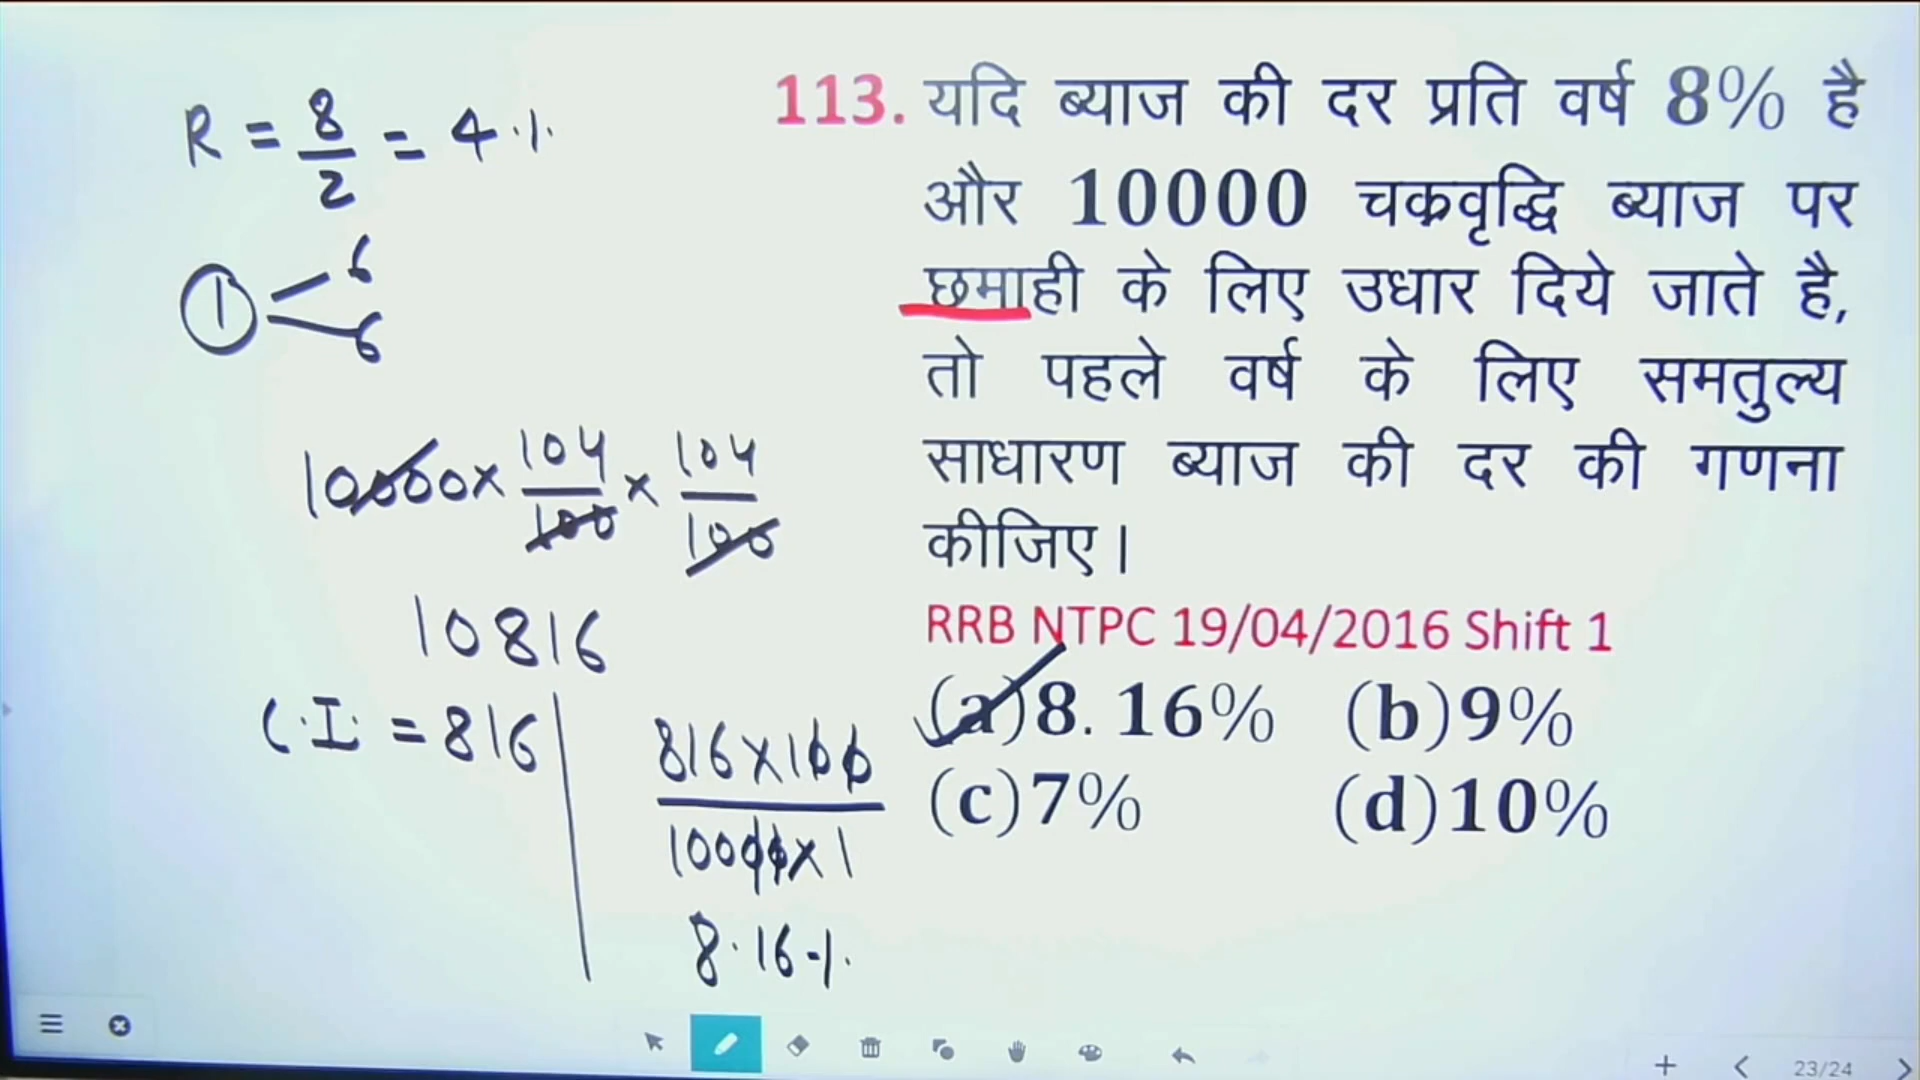 R = 8/2 = 4%
1 < 6
6
10000 × 104/100 × 104/100
10816
C.I. = 816
816×100
10000×1
8.16%
113. यदि ब्याज की दर प्रति वर्ष 8% है
और 10000 चक्रवृद्धि ब्याज पर
छमाही के लिए उधार दिये जाते है,
तो पहले वर्ष के लिए समतुल्य
साधारण ब्याज की दर की गणना
कीजिए।
RRB NTPC 19/04/2016 Shift 1
(a)8.16% (b)9%
(c)7% (d)10%
23/24